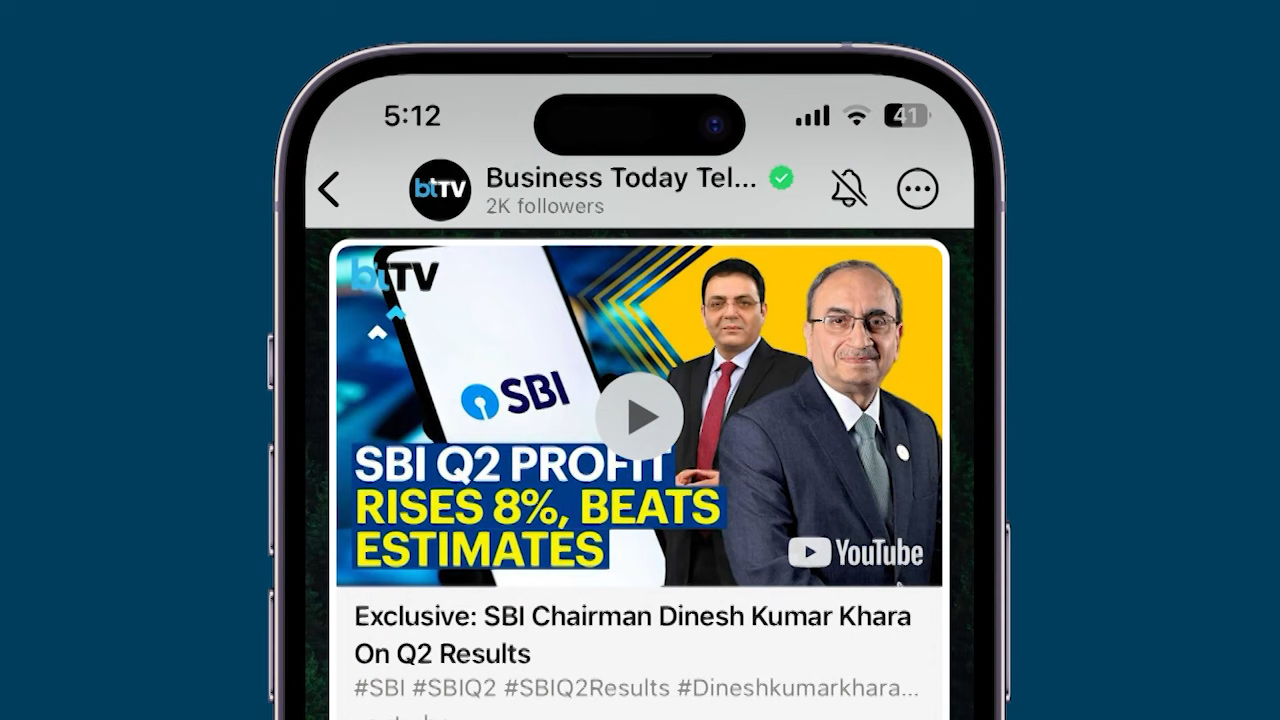 5:12
41
btTV
Business Today Tel...
2K followers
btTV
SBI
SBI Q2 PROFIT
RISES 8%, BEATS
ESTIMATES
YouTube
Exclusive: SBI Chairman Dinesh Kumar Khara
On Q2 Results
#SBI #SBIQ2 #SBIQ2Results #Dineshkumarkhara...